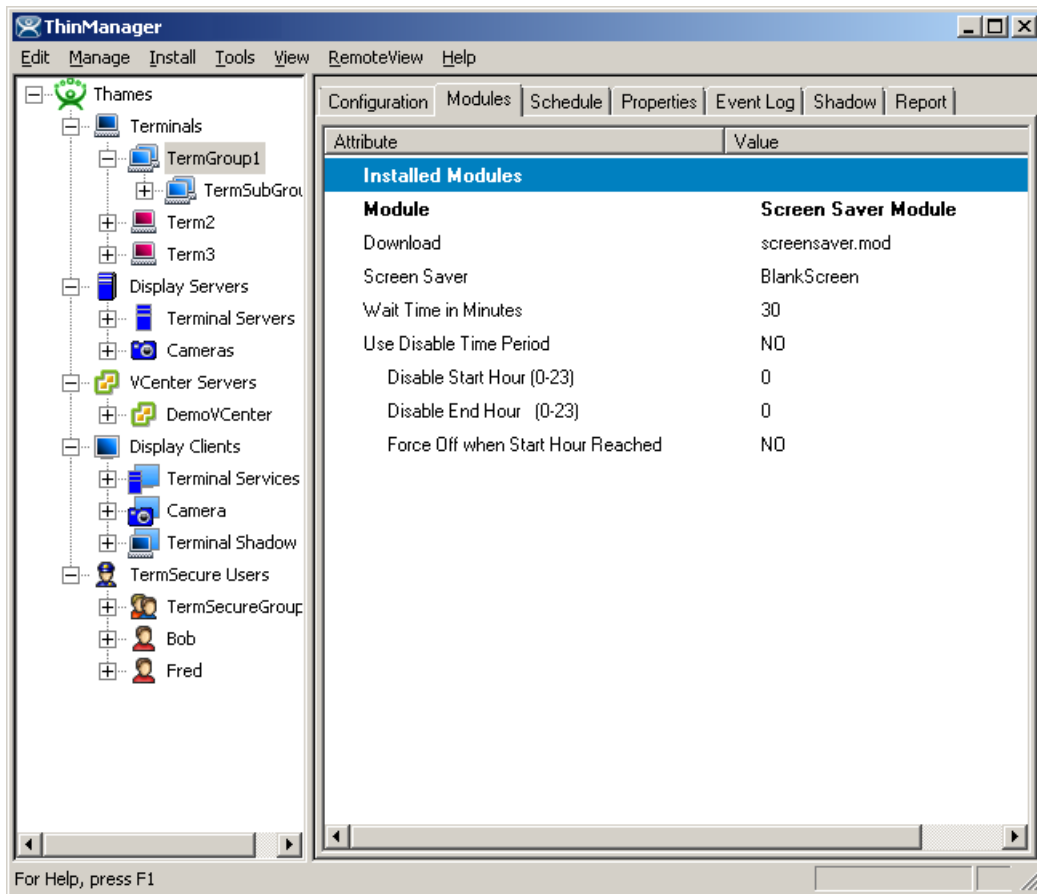 ThinManager
Edit Manage Install Tools View RemoteView Help
Thames
Terminals
TermGroup1
TermSubGrou
Term2
Term3
Display Servers
Terminal Servers
Cameras
VCenter Servers
DemoVCenter
Display Clients
Terminal Services
Camera
Terminal Shadow
TermSecure Users
TermSecureGroup
Bob
Fred
Configuration Modules Schedule Properties Event Log Shadow Report
Attribute Value
Installed Modules
Module Screen Saver Module
Download screensaver.mod
Screen Saver BlankScreen
Wait Time in Minutes 30
Use Disable Time Period NO
Disable Start Hour (0-23) 0
Disable End Hour (0-23) 0
Force Off when Start Hour Reached NO
For Help, press F1